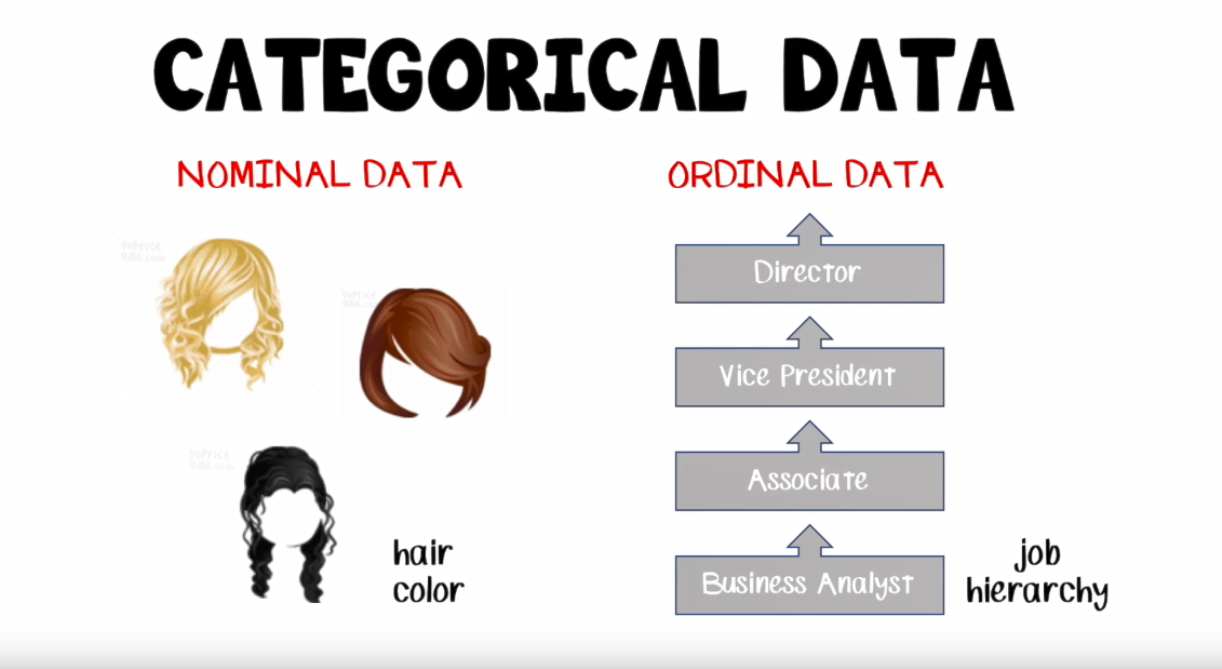 CATEGORICAL DATA
NOMINAL DATA
hair
color
ORDINAL DATA
Director
Vice President
Associate
Business Analyst
job
hierarchy